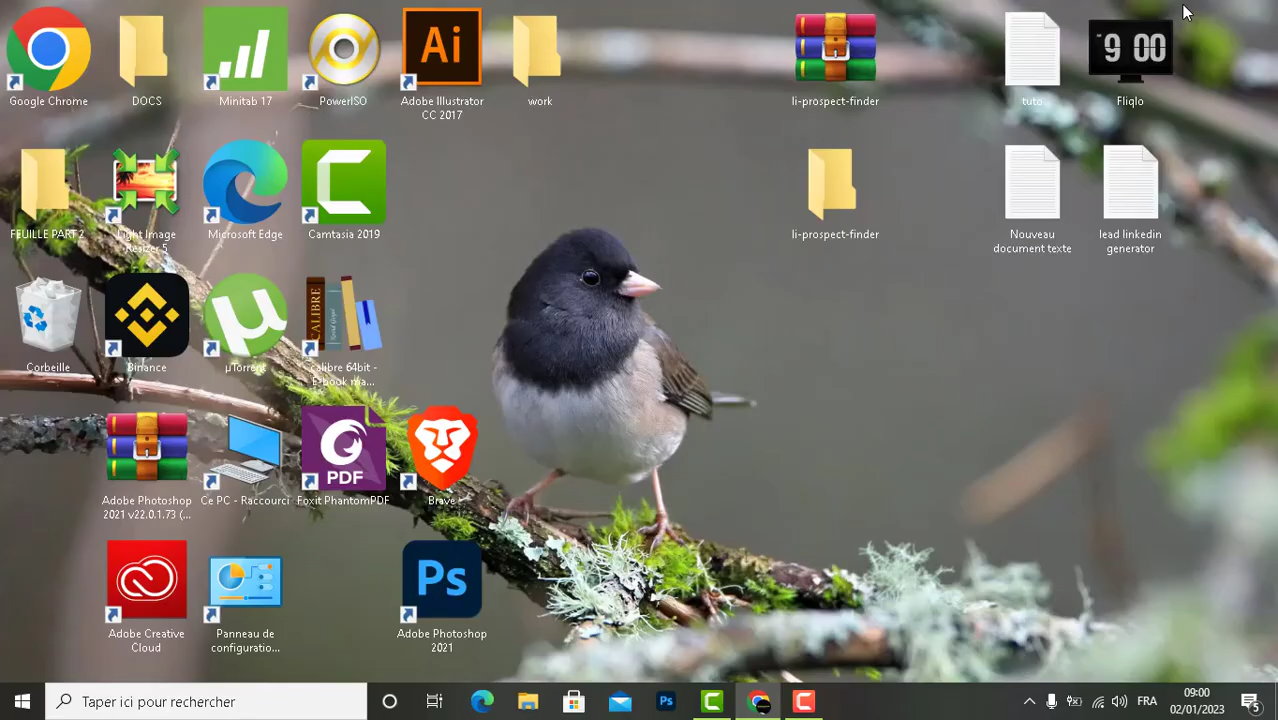 Google Chrome
DOCS
Minitab 17
PowerISO
Ai
Adobe Illustrator
CC 2017
work
li-prospect-finder
tuto
9 00
Fliqlo
FEUILLE PART 2
Light Image
Resizer 5
Microsoft Edge
Camtasia 2019
li-prospect-finder
Nouveau
document texte
lead linkedin
generator
Corbeille
Binance
µTorrent
CALIBRE
calibre 64bit -
E-book ma...
Adobe Photoshop
2021 v22.0.1.73 (...
Ce PC - Raccourci
PDF
Foxit PhantomPDF
Brave
Adobe Creative
Cloud
Panneau de
configuratio...
Ps
Adobe Photoshop
2021
Taper ici pour rechercher
Ps
FRA
09:00
02/01/2023
5